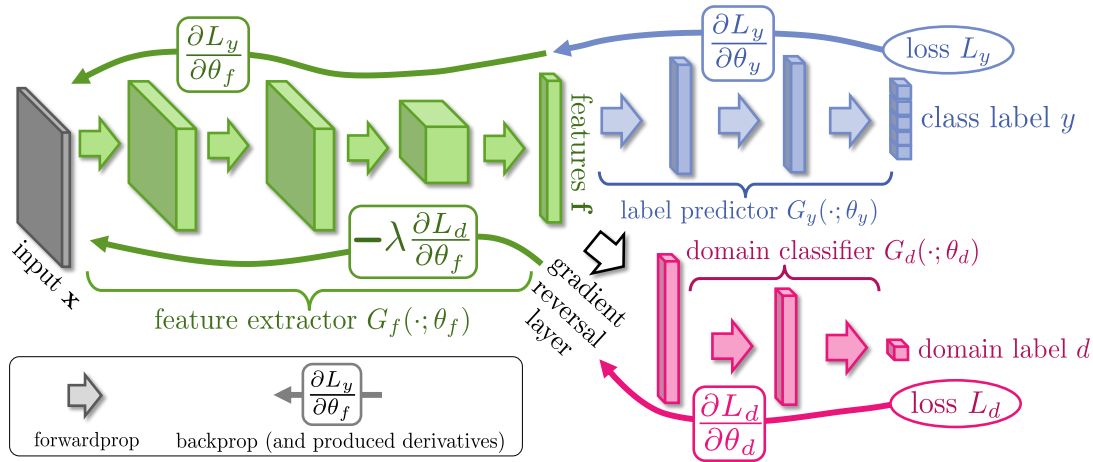 ∂L_y
∂θ_f
∂L_y
∂θ_y
loss L_y
features f
class label y
label predictor G_y(·; θ_y)
input x
−λ ∂L_d
∂θ_f
feature extractor G_f(·; θ_f)
gradient
reversal
layer
domain classifier G_d(·; θ_d)
domain label d
∂L_d
∂θ_d
loss L_d
∂L_y
∂θ_f
forwardprop
backprop (and produced derivatives)